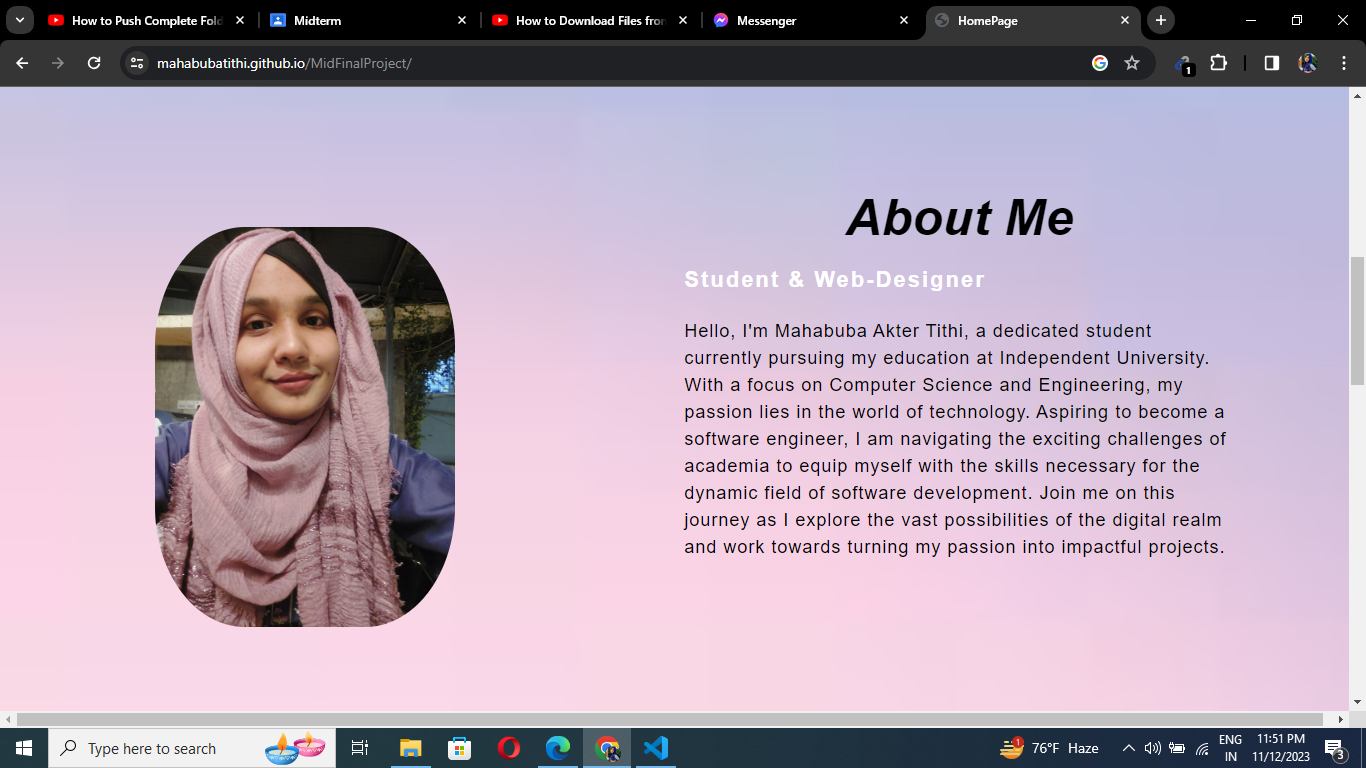 How to Push Complete Fold
Midterm
How to Download Files from
Messenger
HomePage
mahabubatithi.github.io/MidFinalProject/
1
About Me
Student & Web-Designer
Hello, I'm Mahabuba Akter Tithi, a dedicated student
currently pursuing my education at Independent University.
With a focus on Computer Science and Engineering, my
passion lies in the world of technology. Aspiring to become a
software engineer, I am navigating the exciting challenges of
academia to equip myself with the skills necessary for the
dynamic field of software development. Join me on this
journey as I explore the vast possibilities of the digital realm
and work towards turning my passion into impactful projects.
Type here to search
1
76°F Haze
ENG
IN
11:51 PM
11/12/2023
3